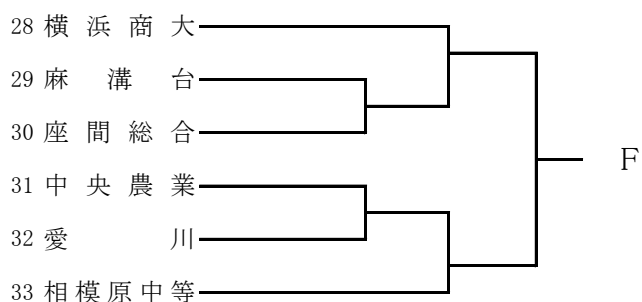 28 横浜商大
29 麻溝台
30 座間総合
31 中央農業
32 愛川
33 相模原中等
F